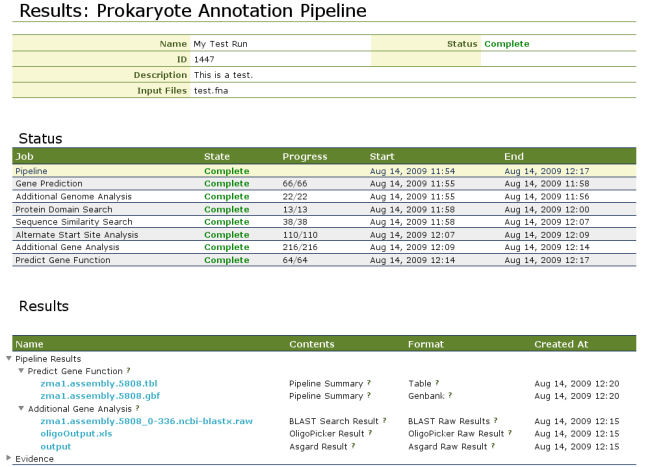 Results: Prokaryote Annotation Pipeline
Name My Test Run Status Complete
ID 1447
Description This is a test.
Input Files test.fna
Status
Job State Progress Start End
Pipeline Complete Aug 14, 2009 11:54 Aug 14, 2009 12:17
Gene Prediction Complete 66/66 Aug 14, 2009 11:55 Aug 14, 2009 11:58
Additional Genome Analysis Complete 22/22 Aug 14, 2009 11:55 Aug 14, 2009 11:56
Protein Domain Search Complete 13/13 Aug 14, 2009 11:58 Aug 14, 2009 12:00
Sequence Similarity Search Complete 38/38 Aug 14, 2009 11:58 Aug 14, 2009 12:07
Alternate Start Site Analysis Complete 110/110 Aug 14, 2009 12:07 Aug 14, 2009 12:09
Additional Gene Analysis Complete 216/216 Aug 14, 2009 12:09 Aug 14, 2009 12:14
Predict Gene Function Complete 64/64 Aug 14, 2009 12:14 Aug 14, 2009 12:17
Results
Name Contents Format Created At
Pipeline Results
Predict Gene Function ?
zma1.assembly.5808.tbl Pipeline Summary ? Table ? Aug 14, 2009 12:20
zma1.assembly.5808.gbf Pipeline Summary ? Genbank ? Aug 14, 2009 12:20
Additional Gene Analysis ?
zma1.assembly.5808_0-336.ncbi-blastx.raw BLAST Search Result ? BLAST Raw Results ? Aug 14, 2009 12:15
oligoOutput.xls OligoPicker Result ? OligoPicker Raw Result ? Aug 14, 2009 12:15
output Asgard Result ? Asgard Raw Result ? Aug 14, 2009 12:15
Evidence